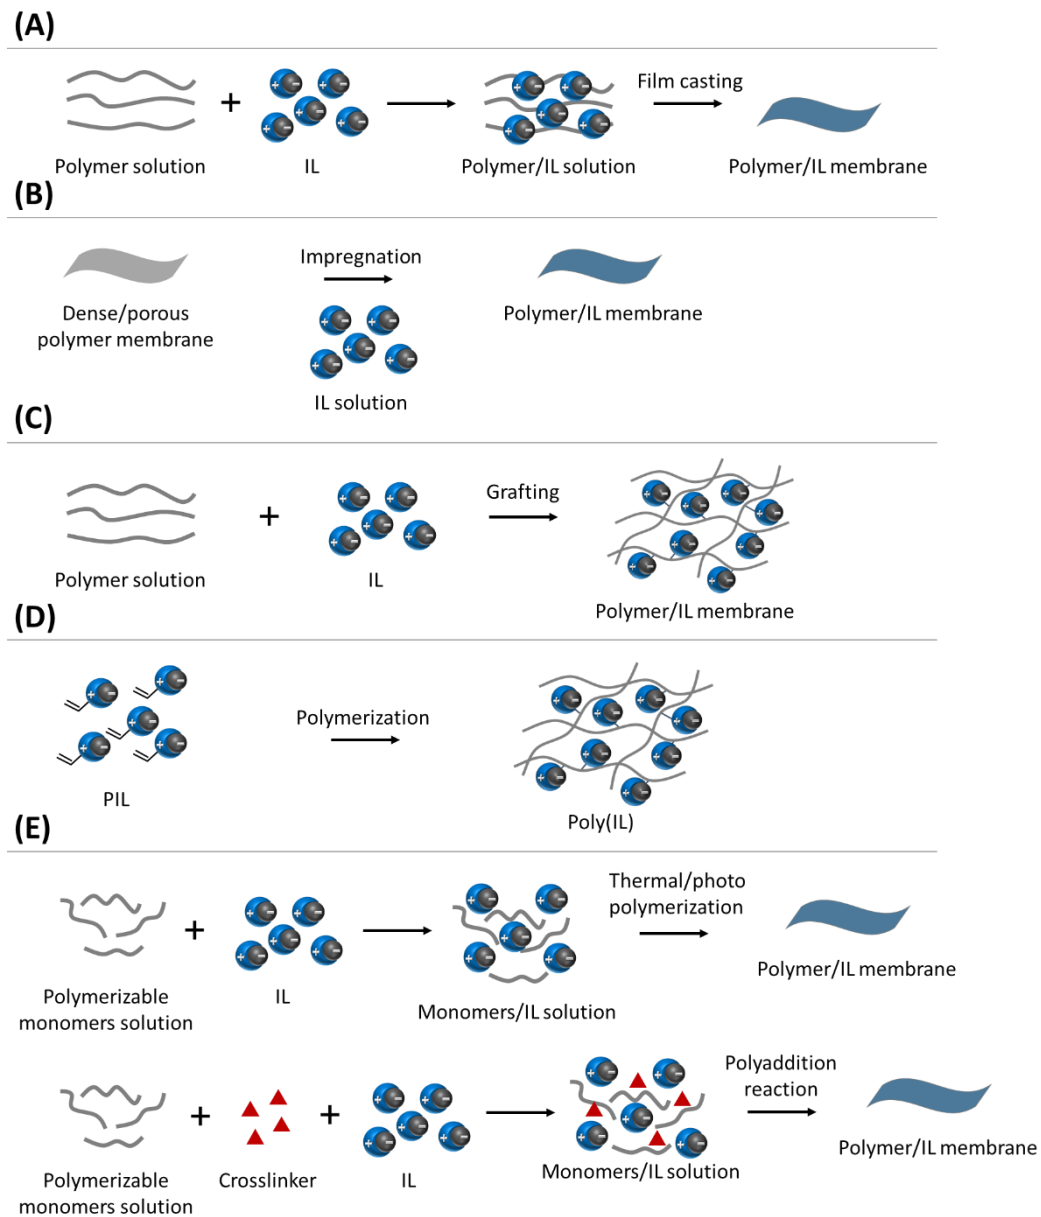 (A)
Film casting
+
Polymer solution
IL
Polymer/IL solution
Polymer/IL membrane
(B)
Impregnation
Dense/porous
polymer membrane
Polymer/IL membrane
IL solution
(C)
Grafting
+
Polymer solution
IL
Polymer/IL membrane
(D)
Polymerization
PIL
Poly(IL)
(E)
Thermal/photo
polymerization
+
Polymerizable
monomers solution
IL
Monomers/IL solution
Polymer/IL membrane
Polyaddition
reaction
+
+
Polymerizable
monomers solution
Crosslinker
IL
Monomers/IL solution
Polymer/IL membrane